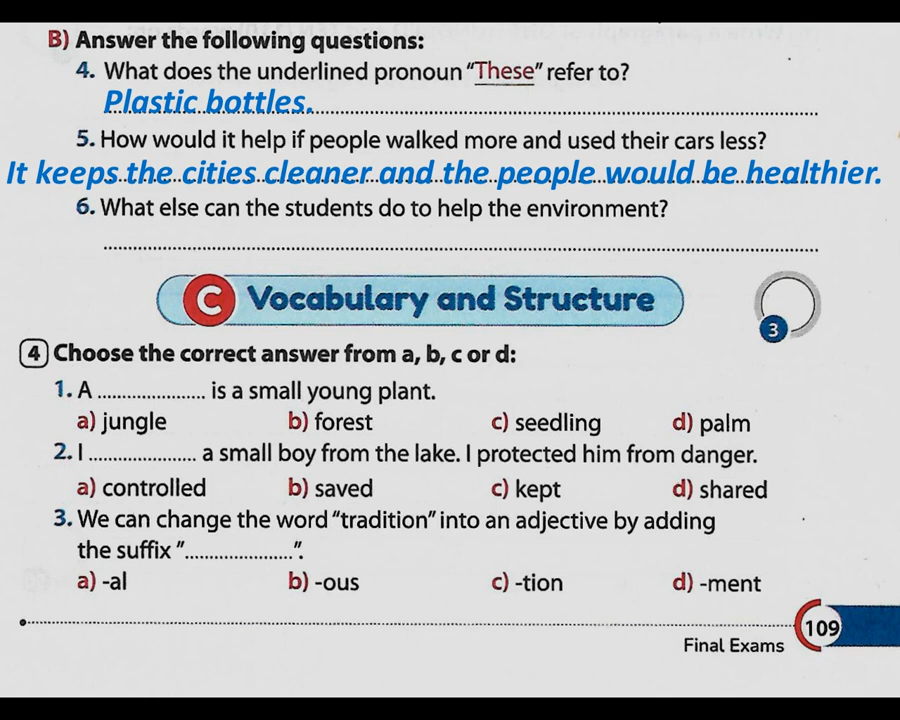 B) Answer the following questions:
4. What does the underlined pronoun "These" refer to?
Plastic bottles.
5. How would it help if people walked more and used their cars less?
It keeps the cities cleaner and the people would be healthier.
6. What else can the students do to help the environment?
C Vocabulary and Structure
3
4 Choose the correct answer from a, b, c or d:
1. A ..................... is a small young plant.
a) jungle b) forest c) seedling d) palm
2. I ..................... a small boy from the lake. I protected him from danger.
a) controlled b) saved c) kept d) shared
3. We can change the word "tradition" into an adjective by adding
the suffix ".....................".
a) -al b) -ous c) -tion d) -ment
109
Final Exams